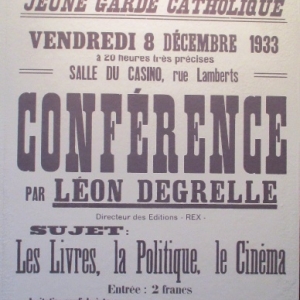 JEUNE GARDE CATHOLIQUE
VENDREDI 8 DÉCEMBRE 1933
à 20 heures très précises
SALLE DU CASINO, rue Lamberts
CONFÉRENCE
PAR LÉON DEGRELLE
Directeur des Editions - REX -
SUJET:
Les Livres, la Politique, le Cinéma
Entrée : 2 francs